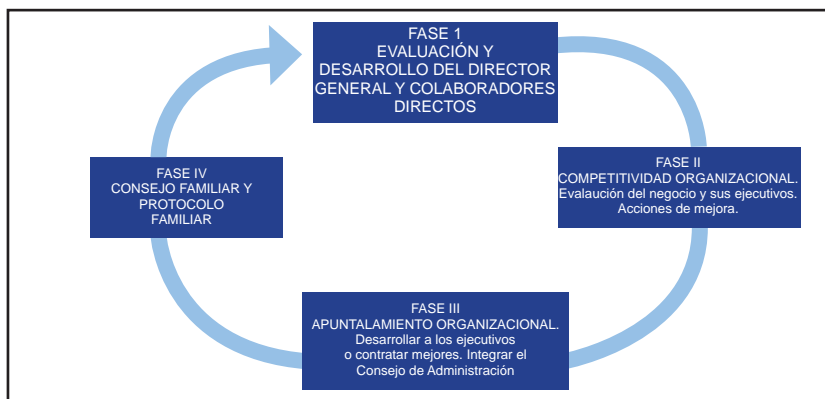 FASE 1
EVALUACIÓN Y
DESARROLLO DEL DIRECTOR
GENERAL Y COLABORADORES
DIRECTOS
FASE II
COMPETITIVIDAD ORGANIZACIONAL.
Evalaución del negocio y sus ejecutivos.
Acciones de mejora.
FASE III
APUNTALAMIENTO ORGANIZACIONAL.
Desarrollar a los ejecutivos
o contratar mejores. Integrar el
Consejo de Administración
FASE IV
CONSEJO FAMILIAR Y
PROTOCOLO
FAMILIAR